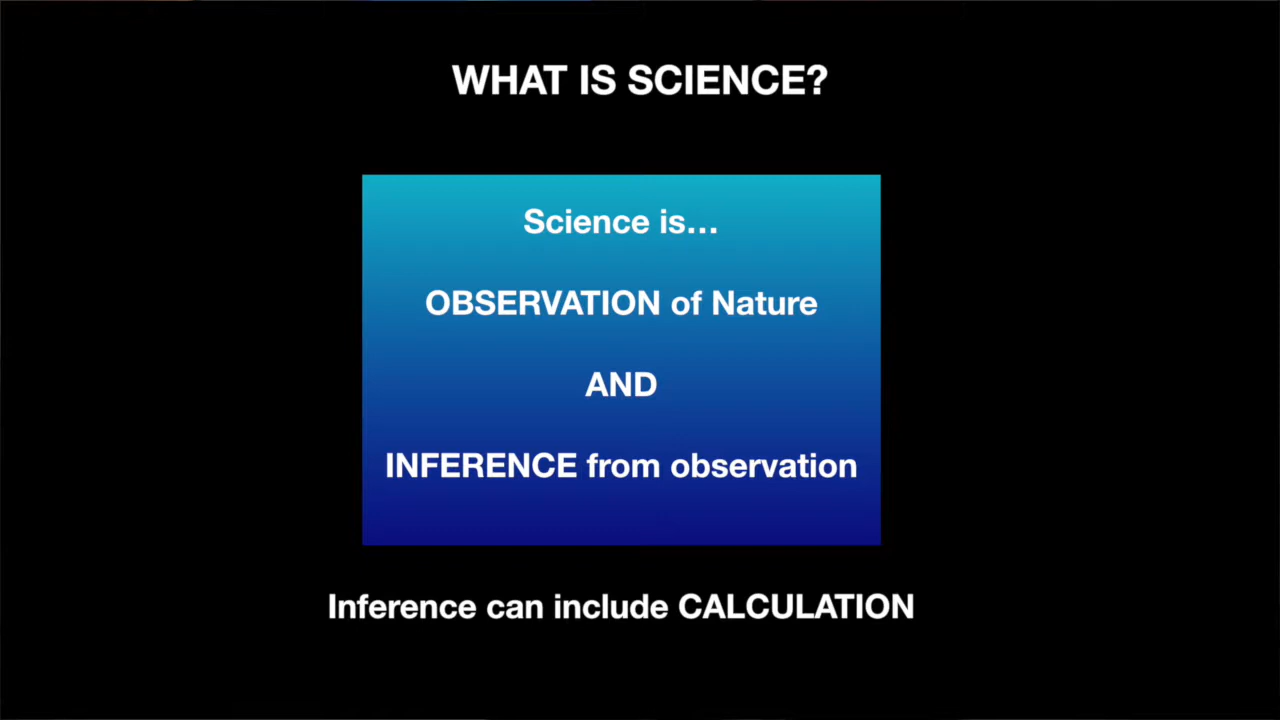 WHAT IS SCIENCE?
Science is…
OBSERVATION of Nature
AND
INFERENCE from observation
Inference can include CALCULATION